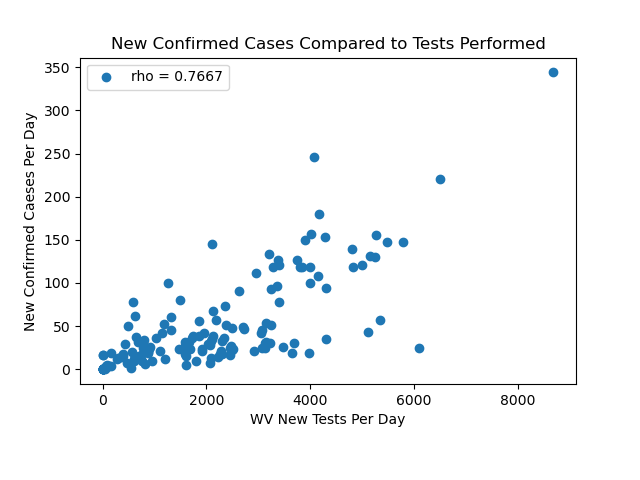 New Confirmed Cases Compared to Tests Performed
rho = 0.7667
New Confirmed Caeses Per Day
350
300
250
200
150
100
50
0
0 2000 4000 6000 8000
WV New Tests Per Day